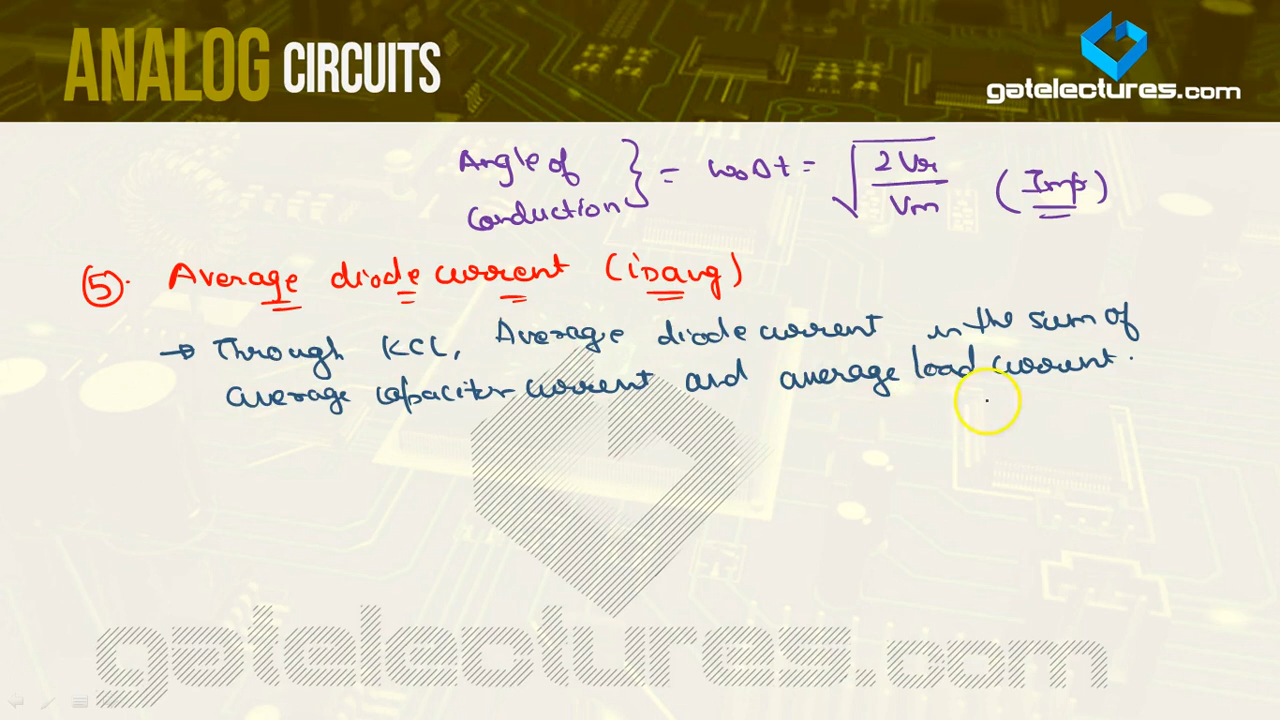 ANALOG CIRCUITS
gatelectures.com
Angle of conduction } = ω₀Δt = √(2Vr/Vm) (Imp)
⑤. Average diode current (iDavg)
→ Through KCL, Average diode current is the sum of
average capacitor current and average load current.
gatelectures.com